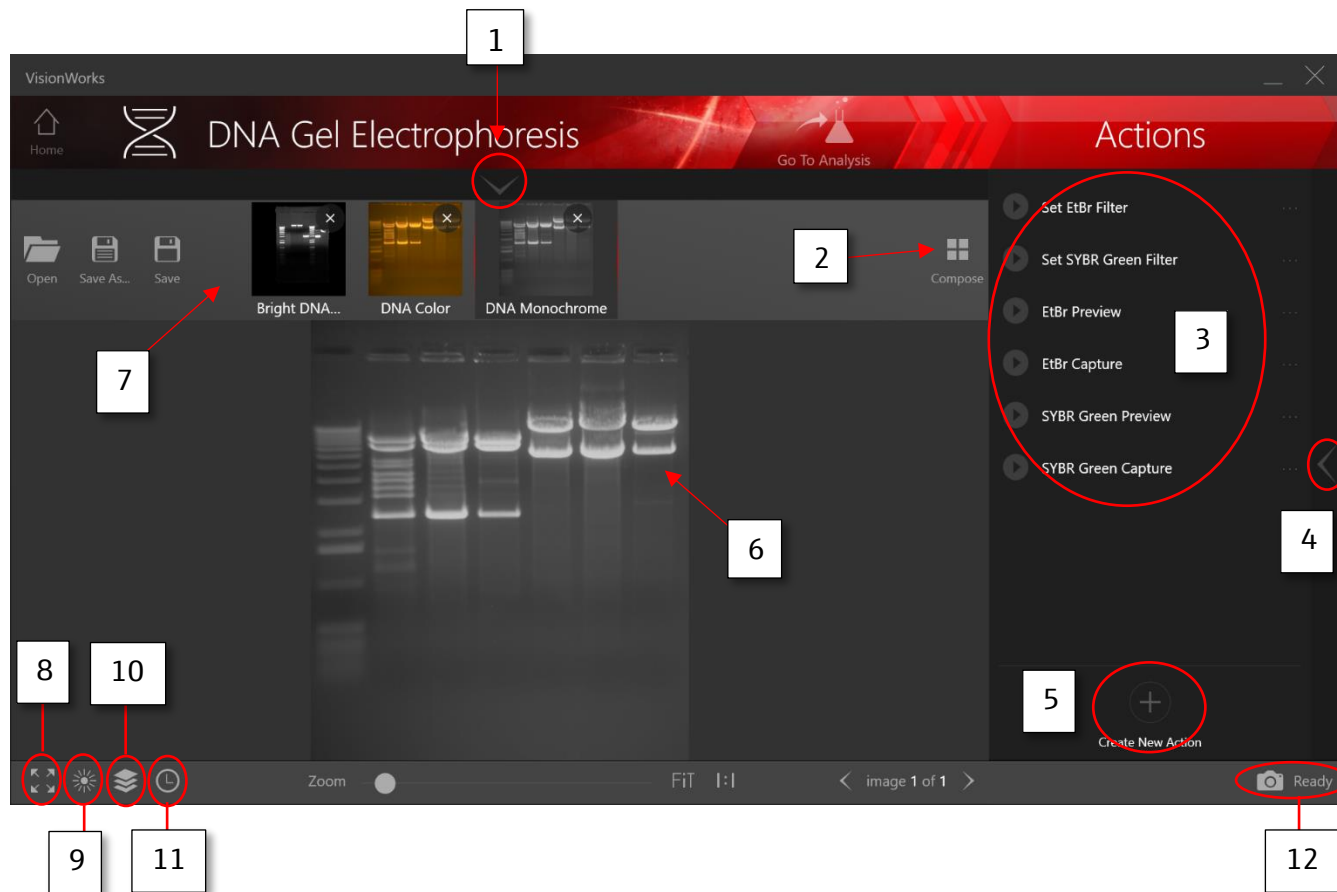 1
VisionWorks
Home
DNA Gel Electrophoresis
Go To Analysis
Actions
Open
Save As...
Save
Bright DNA...
DNA Color
DNA Monochrome
2
Compose
7
Set EtBr Filter
Set SYBR Green Filter
EtBr Preview
3
EtBr Capture
SYBR Green Preview
SYBR Green Capture
4
6
8
10
5
Create New Action
Zoom
FiT
1:1
image 1 of 1
Ready
9
11
12